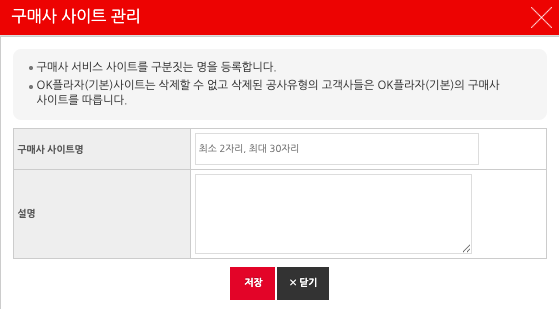 구매사 사이트 관리
구매사 서비스 사이트를 구분짓는 명을 등록합니다.
OK플라자(기본)사이트는 삭제할 수 없고 삭제된 공사유형의 고객사들은 OK플라자(기본)의 구매사
사이트를 따릅니다.
구매사 사이트명
최소 2자리, 최대 30자리
설명
저장
× 닫기